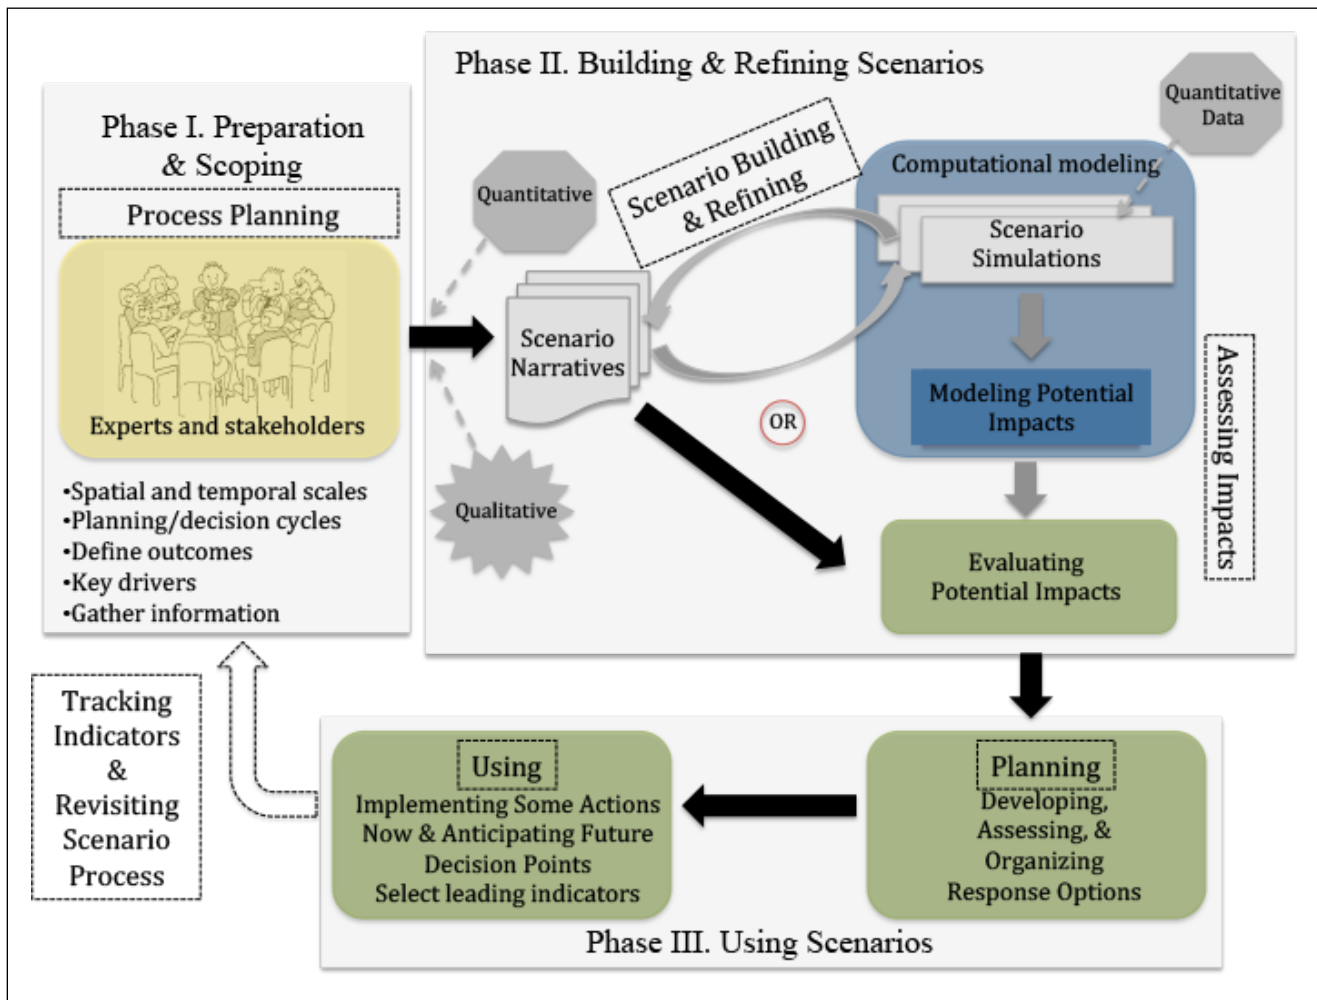 Phase I. Preparation
& Scoping
Process Planning
Experts and stakeholders
•Spatial and temporal scales
•Planning/decision cycles
•Define outcomes
•Key drivers
•Gather information
Phase II. Building & Refining Scenarios
Quantitative
Scenario
Narratives
Qualitative
Scenario Building
& Refining
OR
Quantitative
Data
Computational modeling
Scenario
Simulations
Modeling Potential
Impacts
Assessing Impacts
Evaluating
Potential Impacts
Planning
Developing,
Assessing, &
Organizing
Response Options
Using
Implementing Some Actions
Now & Anticipating Future
Decision Points
Select leading indicators
Phase III. Using Scenarios
Tracking
Indicators
&
Revisiting
Scenario
Process